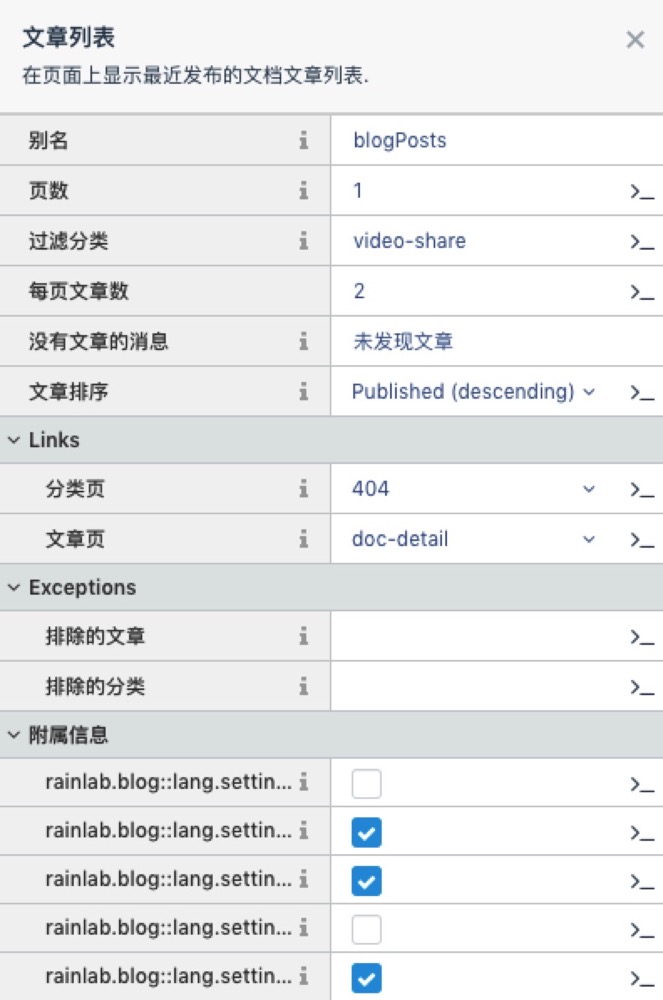 文章列表
在页面上显示最近发布的文档文章列表.
别名 blogPosts
页数 1
过滤分类 video-share
每页文章数 2
没有文章的消息 未发现文章
文章排序 Published (descending)
Links
分类页 404
文章页 doc-detail
Exceptions
排除的文章
排除的分类
附属信息
rainlab.blog::lang.settin...
rainlab.blog::lang.settin...
rainlab.blog::lang.settin...
rainlab.blog::lang.settin...
rainlab.blog::lang.settin...